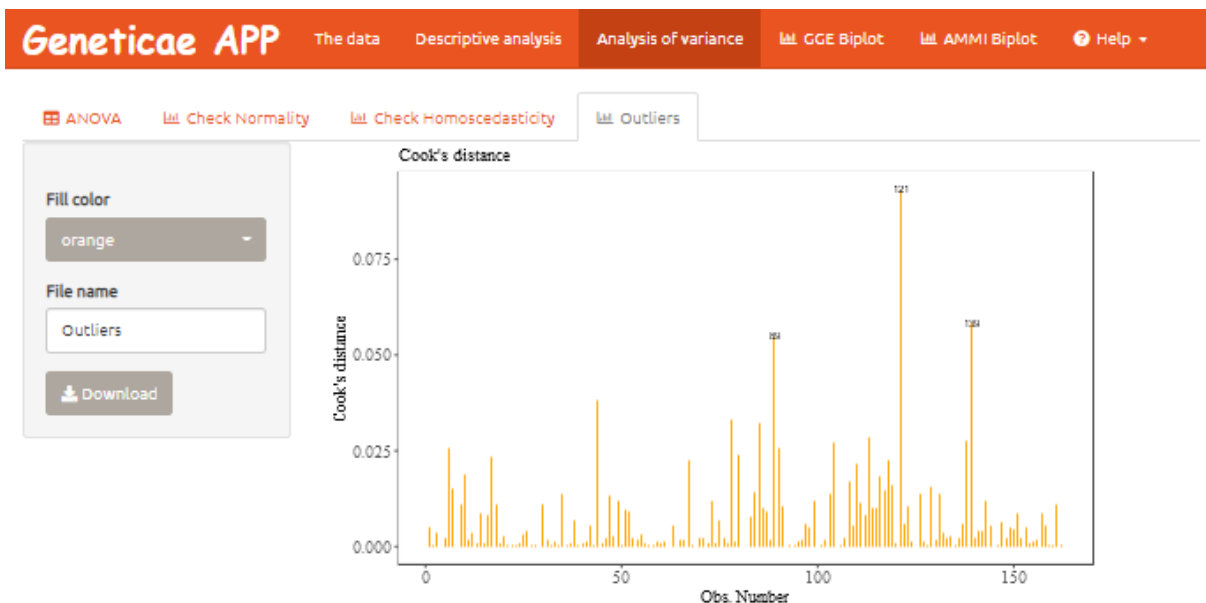 Geneticae APP The data Descriptive analysis Analysis of variance GGE Biplot AMMI Biplot Help
ANOVA Check Normality Check Homoscedasticity Outliers
Fill color
orange
File name
Outliers
Download
Cook's distance
121
139
89
0.075
0.050
0.025
0.000
Cook's distance
0 50 100 150
Obs. Number